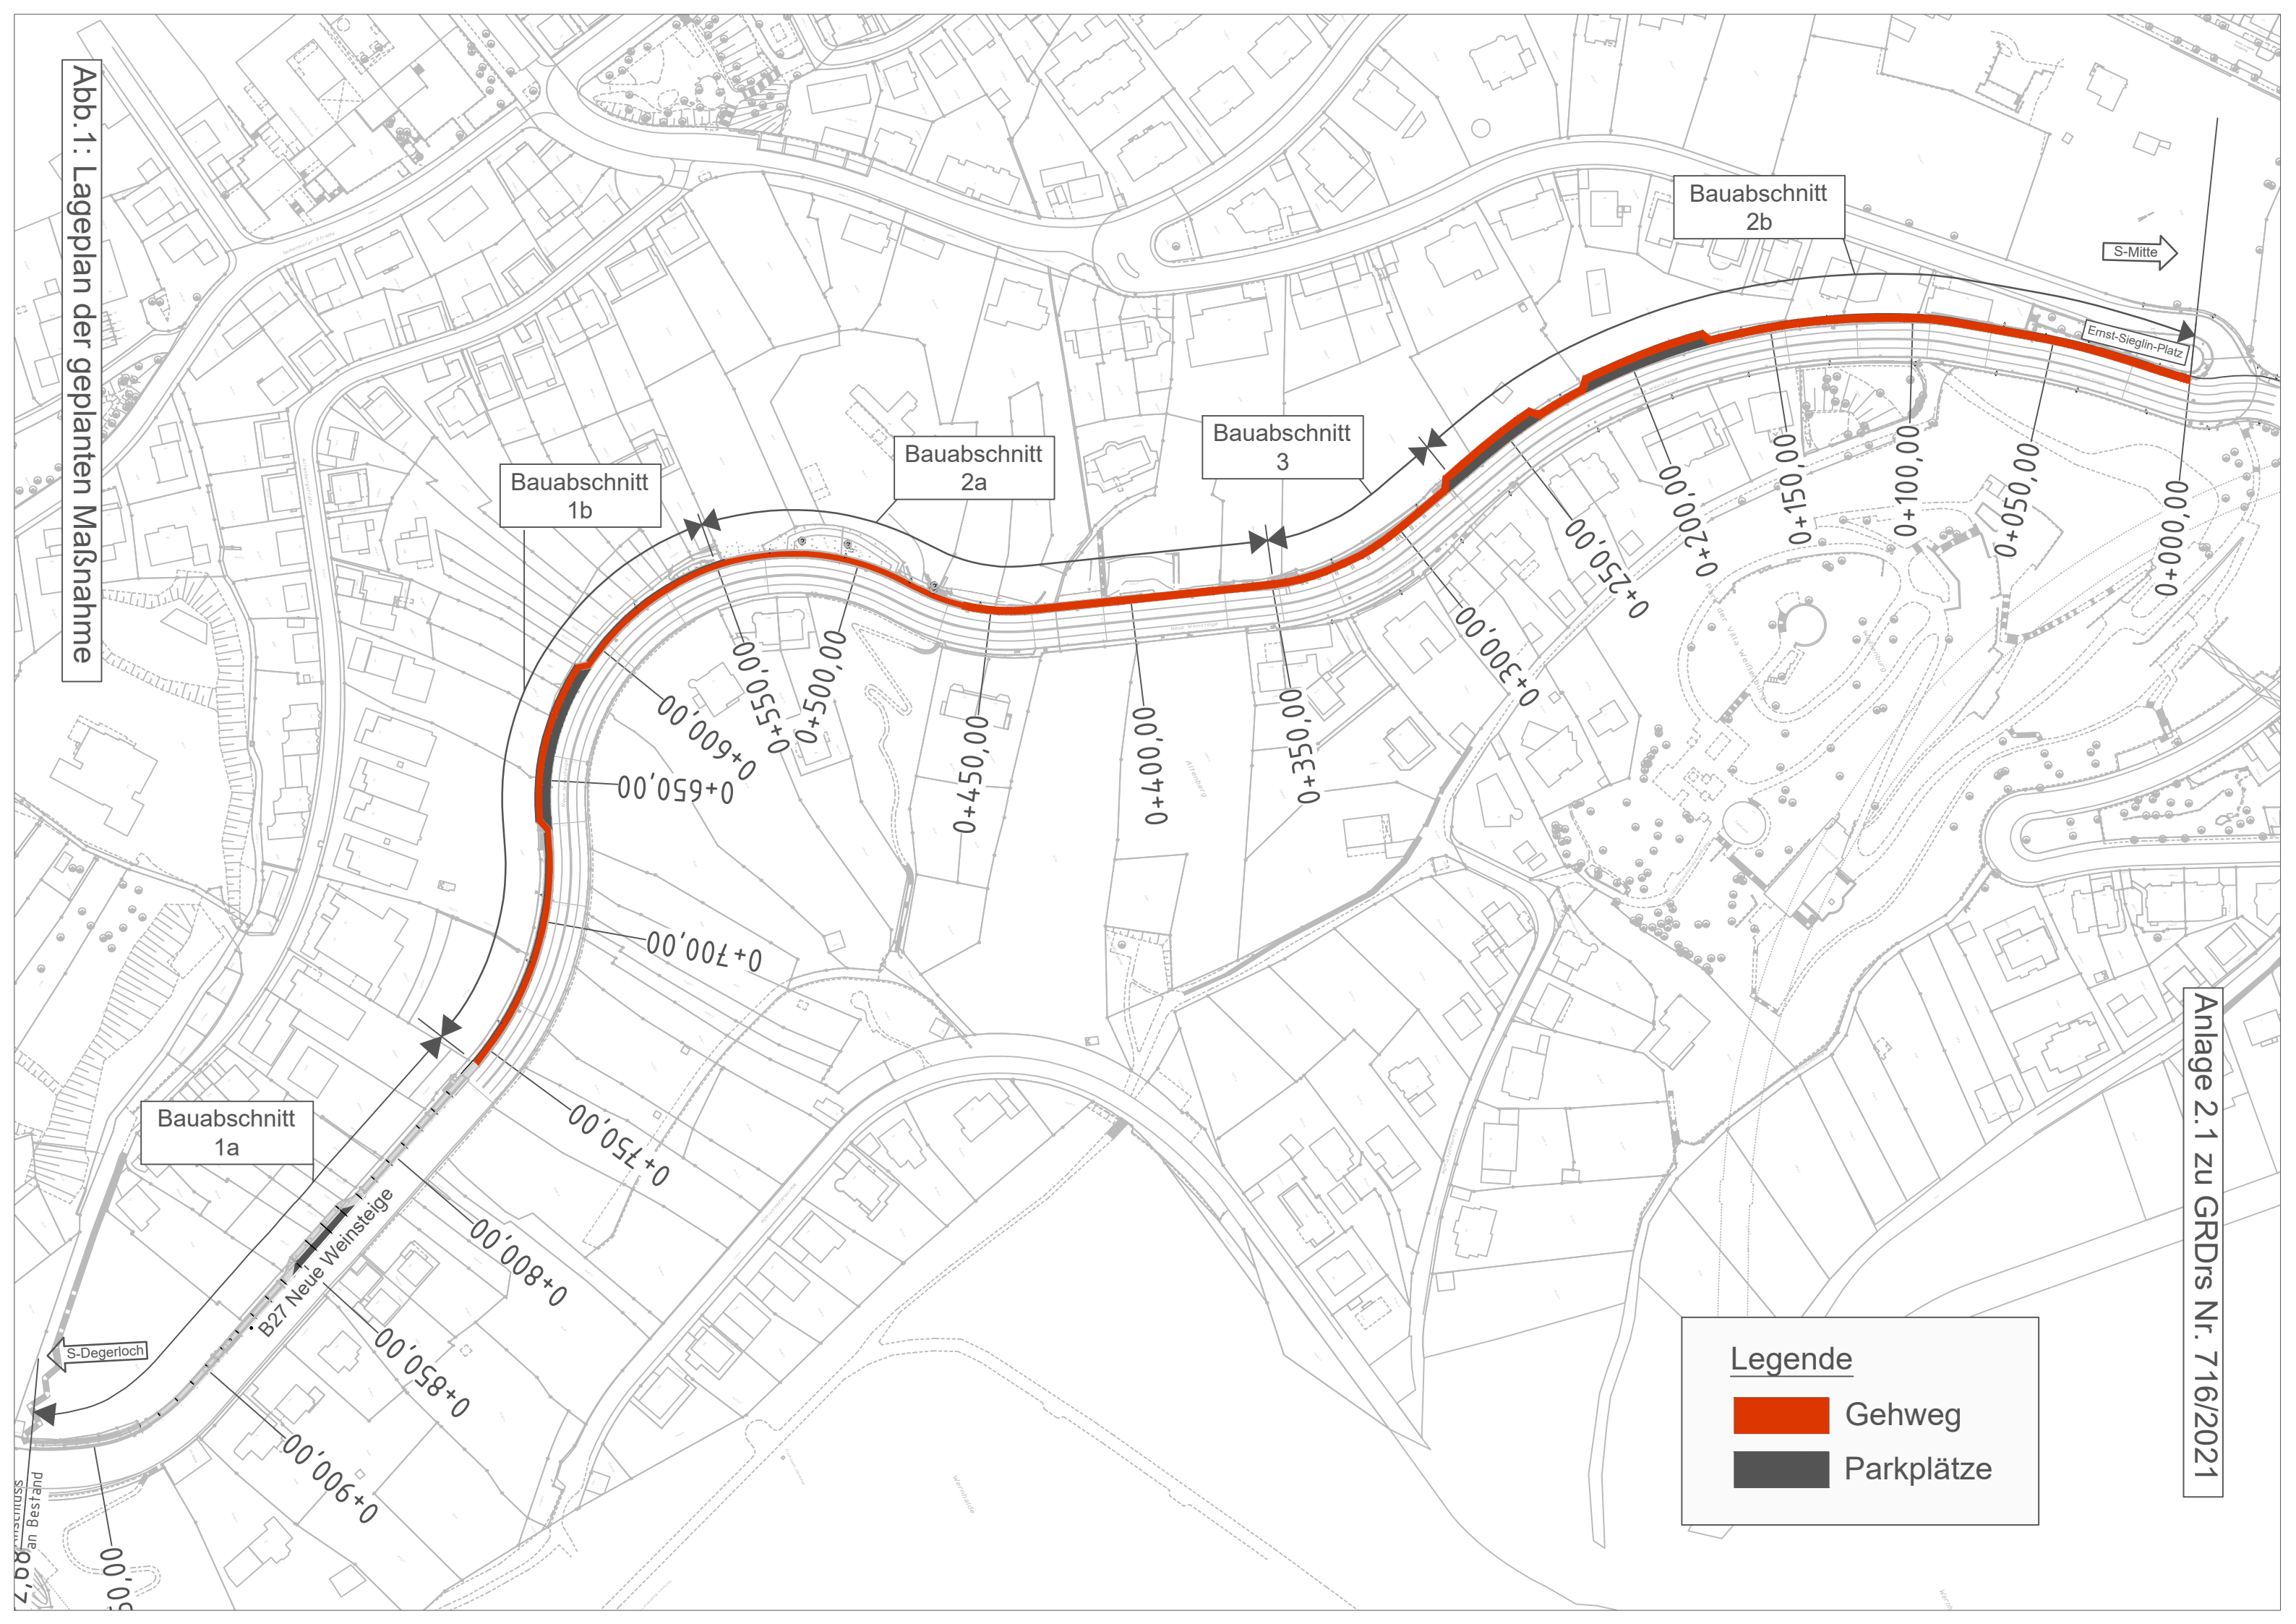 Abb.1: Lageplan der geplanten Maßnahme
Bauabschnitt
2b
S-Mitte
Ernst-Sieglin-Platz
Bauabschnitt
3
Bauabschnitt
2a
Bauabschnitt
1b
0+000,00
0+050,00
0+100,00
0+150,00
0+200,00
0+250,00
0+300,00
0+350,00
0+400,00
0+450,00
0+500,00
0+550,00
0+600,00
0+650,00
0+700,00
0+750,00
0+800,00
0+850,00
0+900,00
Bauabschnitt
1a
B27 Neue Weinsteige
S-Degerloch
an Bestand
Anlage 2.1 zu GRDrs Nr. 716/2021
Legende
Gehweg
Parkplätze
Altenberg
Wernhalde